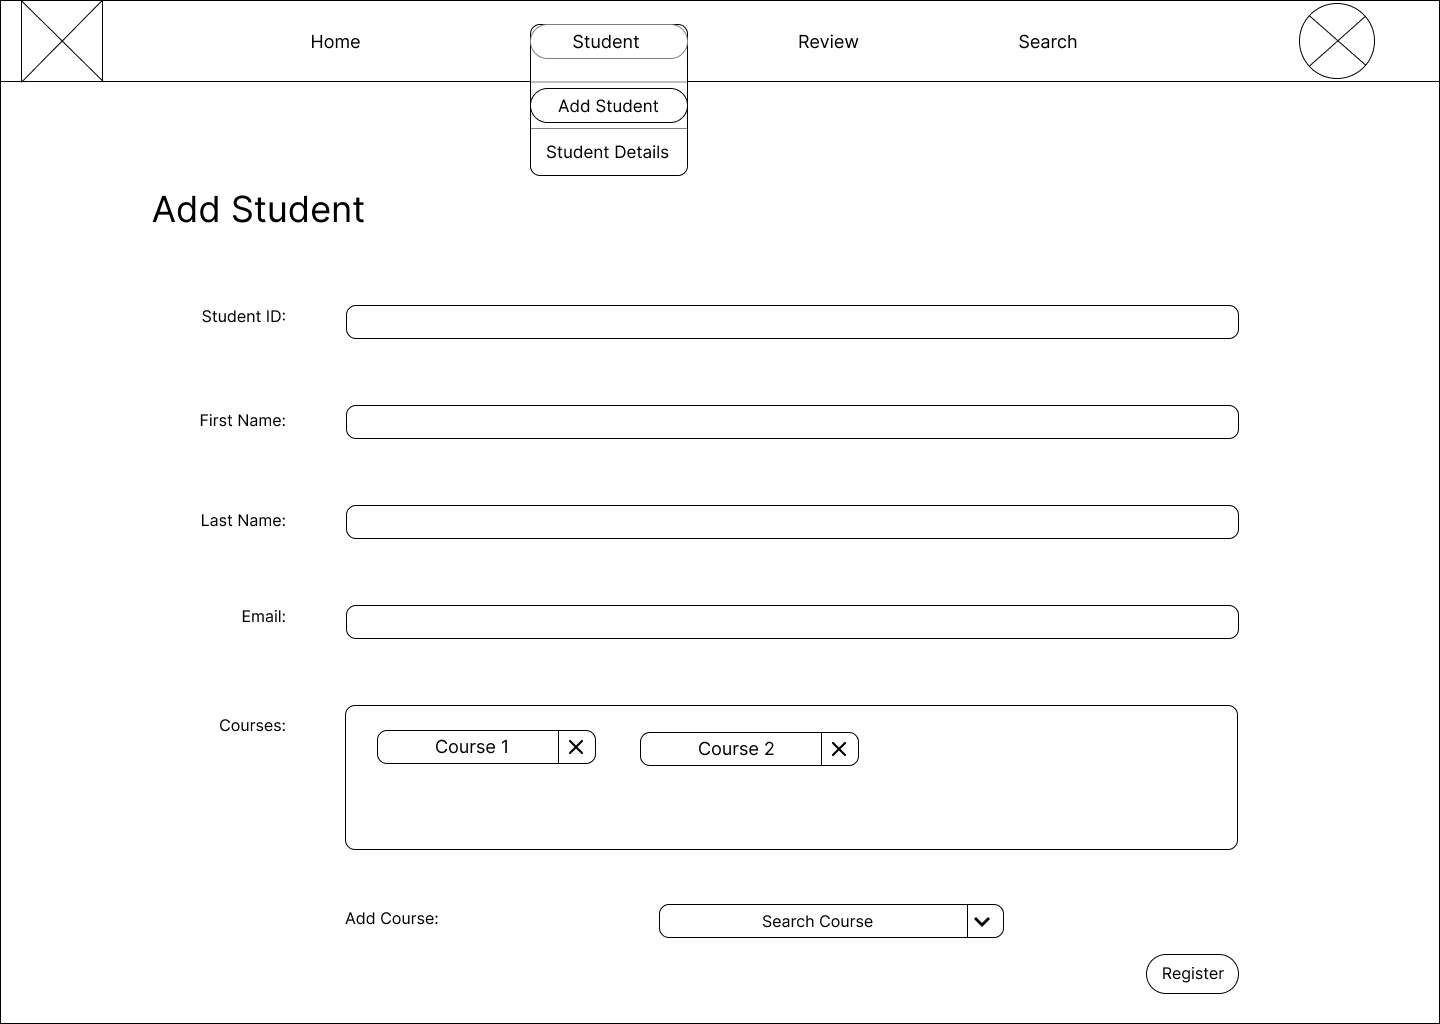 Home
Student
Review
Search
Add Student
Student Details
Add Student
Student ID:
First Name:
Last Name:
Email:
Courses:
Course 1
Course 2
Add Course:
Search Course
Register